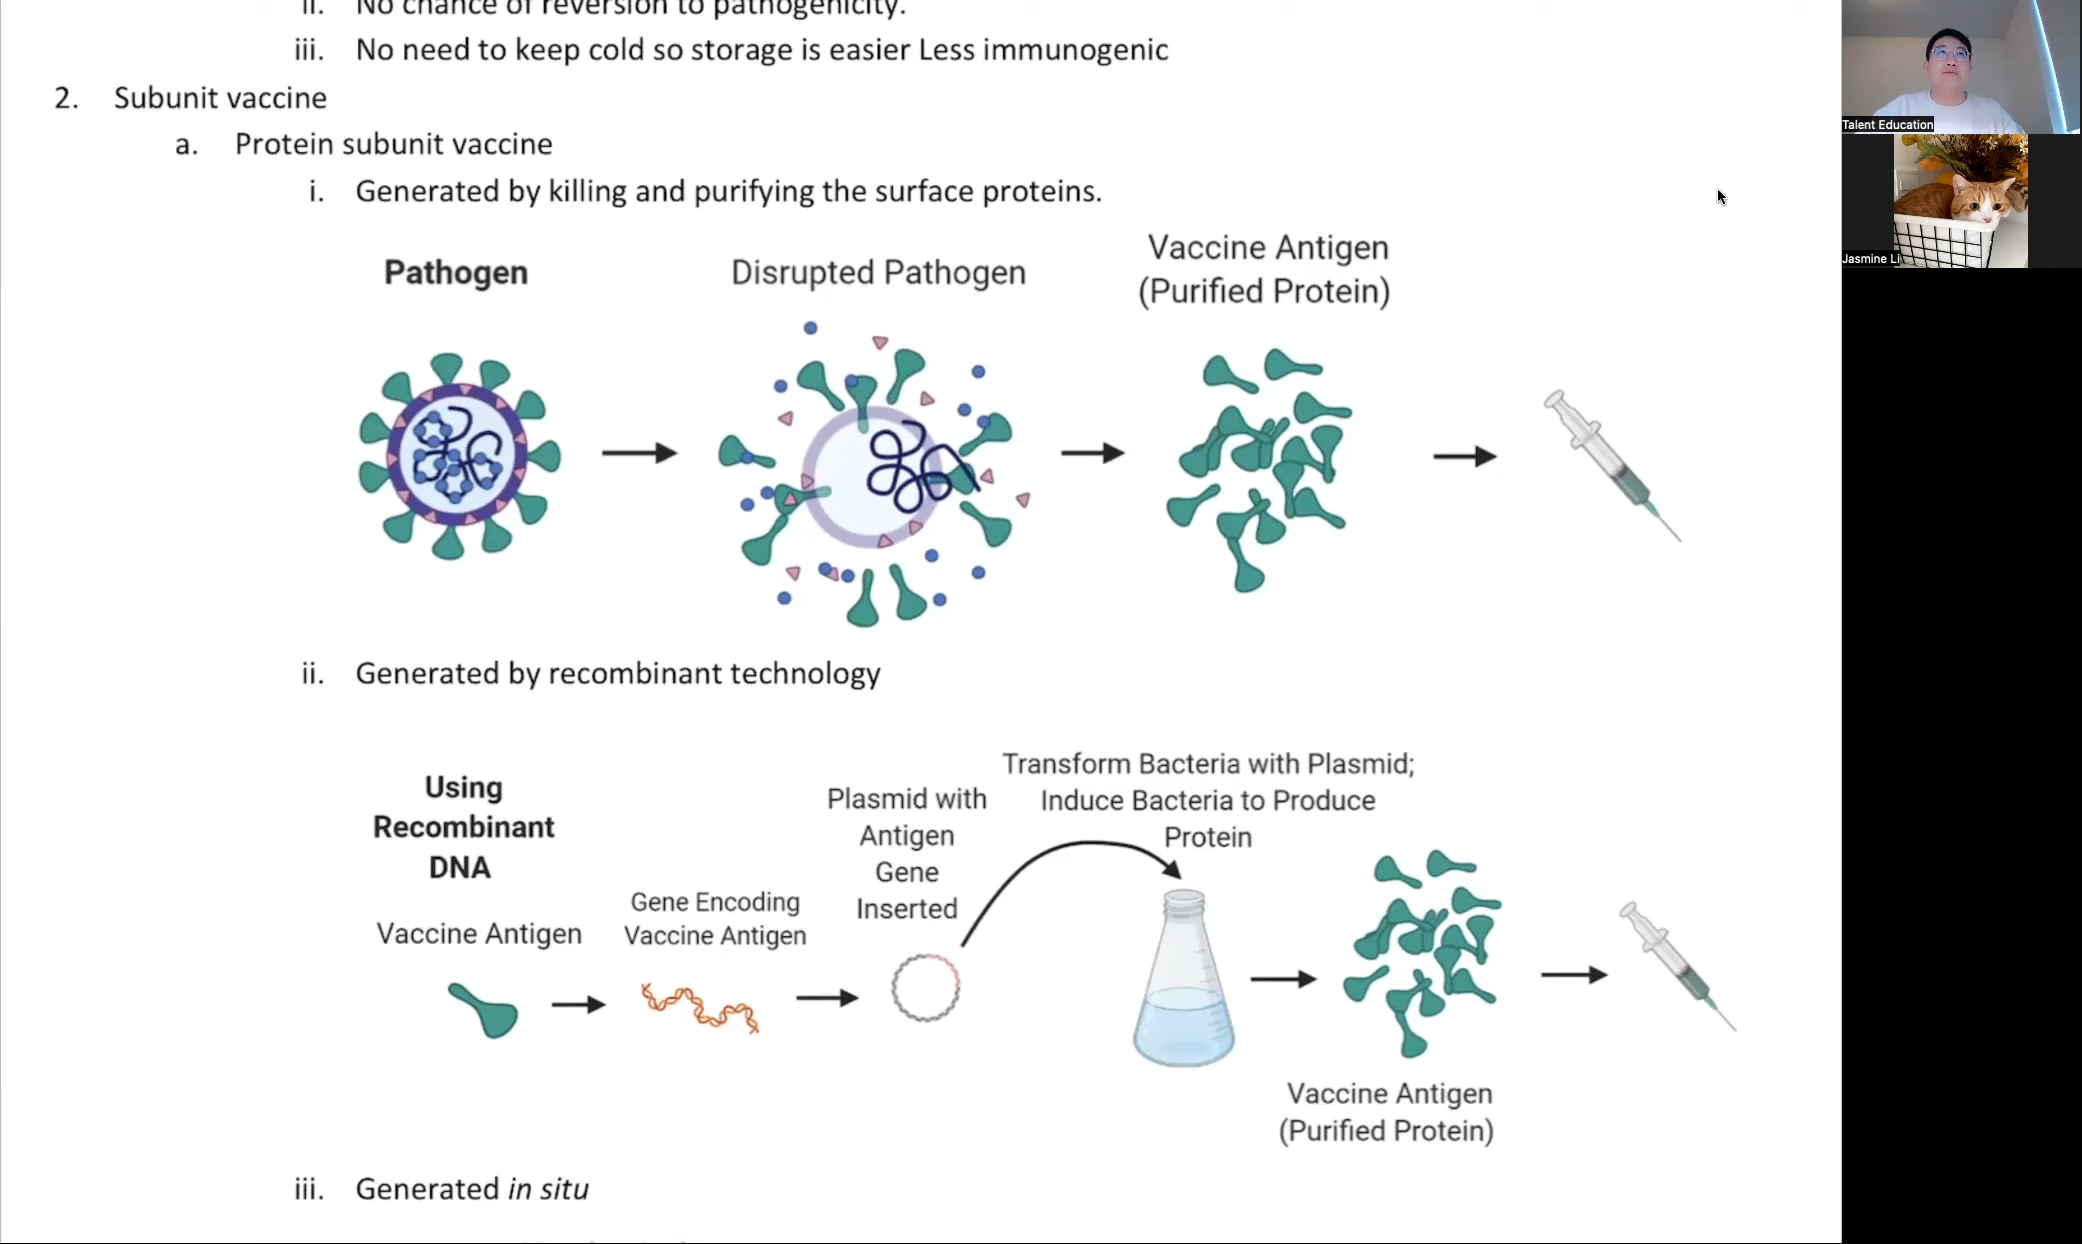 ii. No chance of reversion to pathogenicity.
iii. No need to keep cold so storage is easier Less immunogenic
2. Subunit vaccine
a. Protein subunit vaccine
i. Generated by killing and purifying the surface proteins.
Pathogen
Disrupted Pathogen
Vaccine Antigen
(Purified Protein)
ii. Generated by recombinant technology
Using
Recombinant
DNA
Vaccine Antigen
Gene Encoding
Vaccine Antigen
Plasmid with
Antigen
Gene
Inserted
Transform Bacteria with Plasmid;
Induce Bacteria to Produce
Protein
Vaccine Antigen
(Purified Protein)
iii. Generated in situ
Talent Education
Jasmine Li